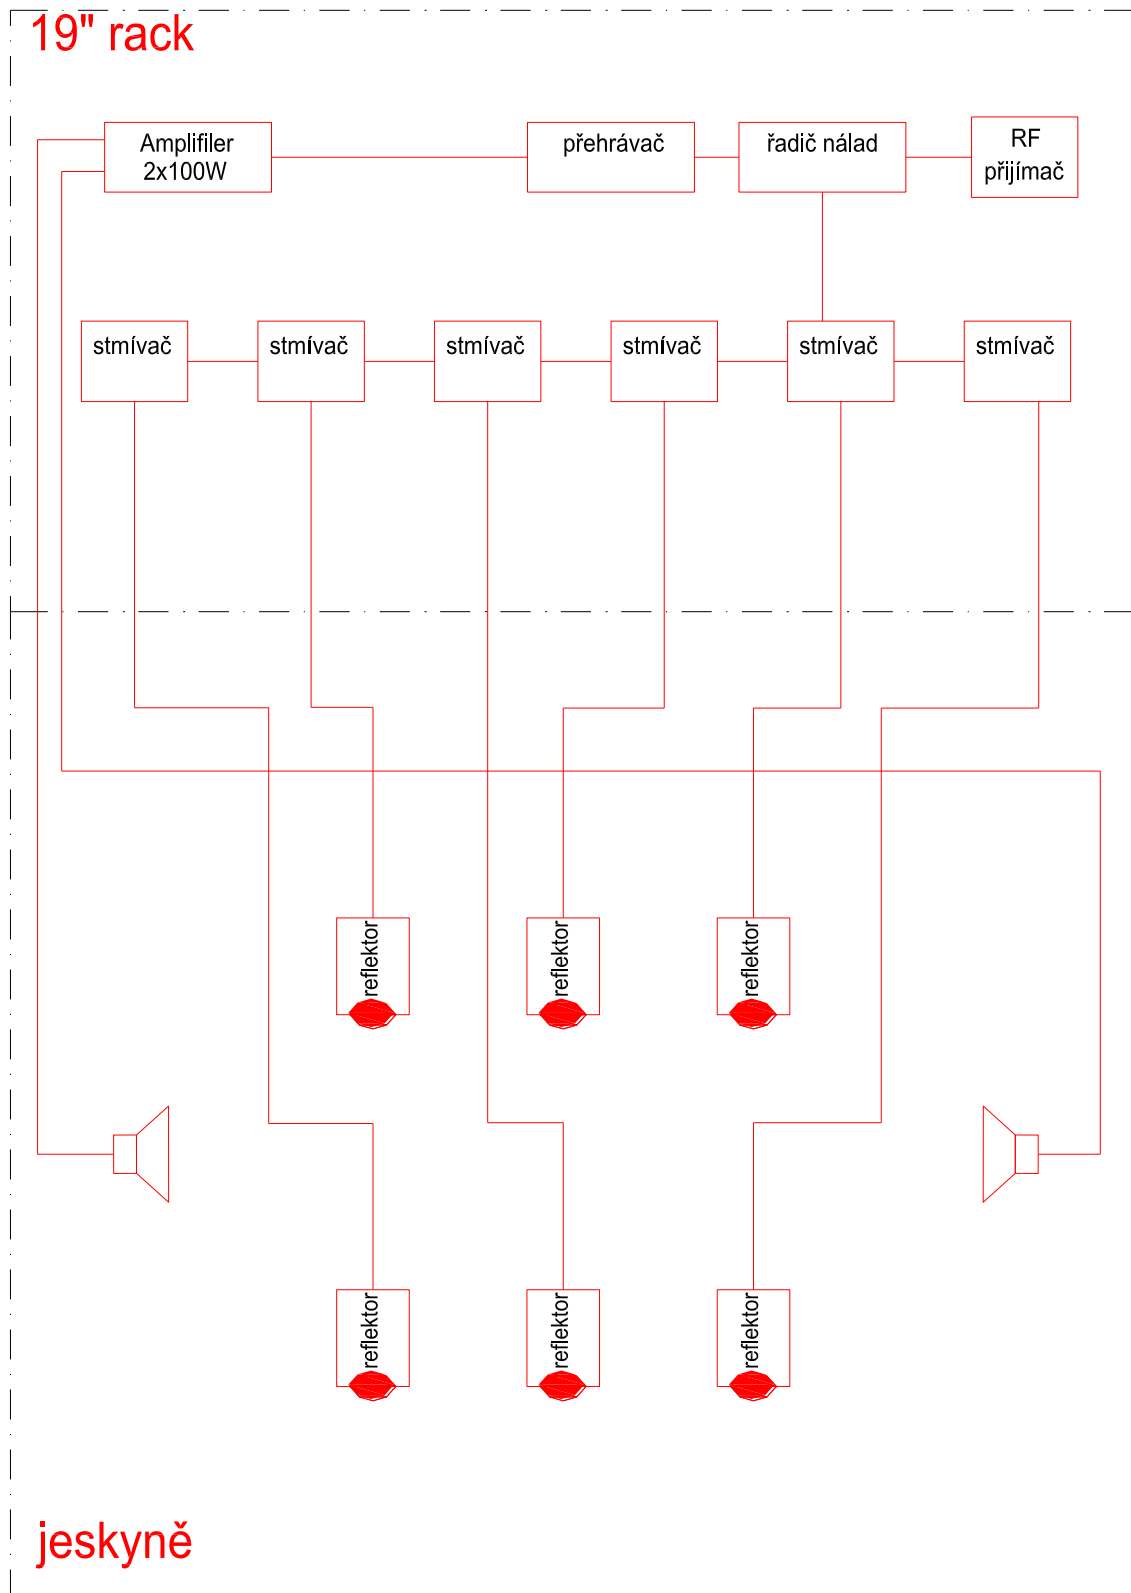 19" rack
Amplifiler
2x100W
přehrávač
řadič nálad
RF
přijímač
stmívač
stmívač
stmívač
stmívač
stmívač
stmívač
reflektor
reflektor
reflektor
reflektor
reflektor
reflektor
jeskyně